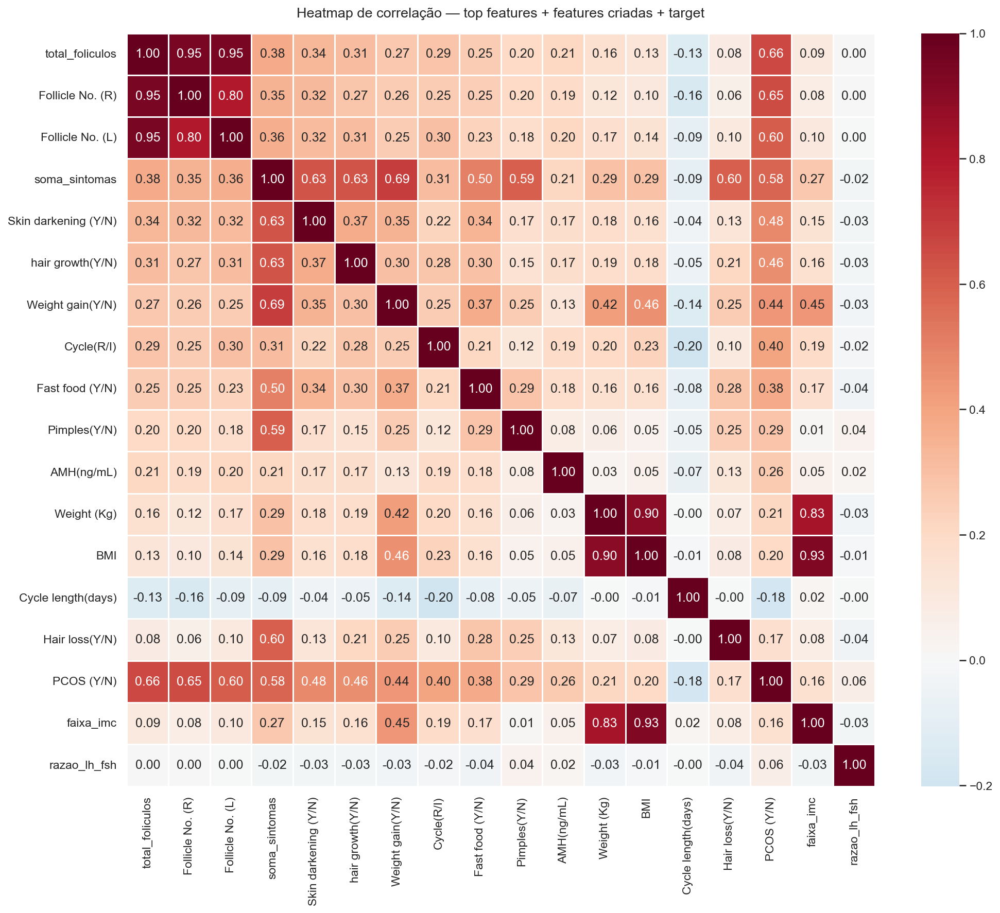 Heatmap de correlação — top features + features criadas + target
total_foliculos 1.00 0.95 0.95 0.38 0.34 0.31 0.27 0.29 0.25 0.20 0.21 0.16 0.13 -0.13 0.08 0.66 0.09 0.00
Follicle No. (R) 0.95 1.00 0.80 0.35 0.32 0.27 0.26 0.25 0.25 0.20 0.19 0.12 0.10 -0.16 0.06 0.65 0.08 0.00
Follicle No. (L) 0.95 0.80 1.00 0.36 0.32 0.31 0.25 0.30 0.23 0.18 0.20 0.17 0.14 -0.09 0.10 0.60 0.10 0.00
soma_sintomas 0.38 0.35 0.36 1.00 0.63 0.63 0.69 0.31 0.50 0.59 0.21 0.29 0.29 -0.09 0.60 0.58 0.27 -0.02
Skin darkening (Y/N) 0.34 0.32 0.32 0.63 1.00 0.37 0.35 0.22 0.34 0.17 0.17 0.18 0.16 -0.04 0.13 0.48 0.15 -0.03
hair growth(Y/N) 0.31 0.27 0.31 0.63 0.37 1.00 0.30 0.28 0.30 0.15 0.17 0.19 0.18 -0.05 0.21 0.46 0.16 -0.03
Weight gain(Y/N) 0.27 0.26 0.25 0.69 0.35 0.30 1.00 0.25 0.37 0.25 0.13 0.42 0.46 -0.14 0.25 0.44 0.45 -0.03
Cycle(R/I) 0.29 0.25 0.30 0.31 0.22 0.28 0.25 1.00 0.21 0.12 0.19 0.20 0.23 -0.20 0.10 0.40 0.19 -0.02
Fast food (Y/N) 0.25 0.25 0.23 0.50 0.34 0.30 0.37 0.21 1.00 0.29 0.18 0.16 0.16 -0.08 0.28 0.38 0.17 -0.04
Pimples(Y/N) 0.20 0.20 0.18 0.59 0.17 0.15 0.25 0.12 0.29 1.00 0.08 0.06 0.05 -0.05 0.25 0.29 0.01 0.04
AMH(ng/mL) 0.21 0.19 0.20 0.21 0.17 0.17 0.13 0.19 0.18 0.08 1.00 0.03 0.05 -0.07 0.13 0.26 0.05 0.02
Weight (Kg) 0.16 0.12 0.17 0.29 0.18 0.19 0.42 0.20 0.16 0.06 0.03 1.00 0.90 -0.00 0.07 0.21 0.83 -0.03
BMI 0.13 0.10 0.14 0.29 0.16 0.18 0.46 0.23 0.16 0.05 0.05 0.90 1.00 -0.01 0.08 0.20 0.93 -0.01
Cycle length(days) -0.13 -0.16 -0.09 -0.09 -0.04 -0.05 -0.14 -0.20 -0.08 -0.05 -0.07 -0.00 -0.01 1.00 -0.00 -0.18 0.02 -0.00
Hair loss(Y/N) 0.08 0.06 0.10 0.60 0.13 0.21 0.25 0.10 0.28 0.25 0.13 0.07 0.08 -0.00 1.00 0.17 0.08 -0.04
PCOS (Y/N) 0.66 0.65 0.60 0.58 0.48 0.46 0.44 0.40 0.38 0.29 0.26 0.21 0.20 -0.18 0.17 1.00 0.16 0.06
faixa_imc 0.09 0.08 0.10 0.27 0.15 0.16 0.45 0.19 0.17 0.01 0.05 0.83 0.93 0.02 0.08 0.16 1.00 -0.03
razao_lh_fsh 0.00 0.00 0.00 -0.02 -0.03 -0.03 -0.03 -0.02 -0.04 0.04 0.02 -0.03 -0.01 -0.00 -0.04 0.06 -0.03 1.00
total_foliculos
Follicle No. (R)
Follicle No. (L)
soma_sintomas
Skin darkening (Y/N)
hair growth(Y/N)
Weight gain(Y/N)
Cycle(R/I)
Fast food (Y/N)
Pimples(Y/N)
AMH(ng/mL)
Weight (Kg)
BMI
Cycle length(days)
Hair loss(Y/N)
PCOS (Y/N)
faixa_imc
razao_lh_fsh
1.0
0.8
0.6
0.4
0.2
0.0
−0.2